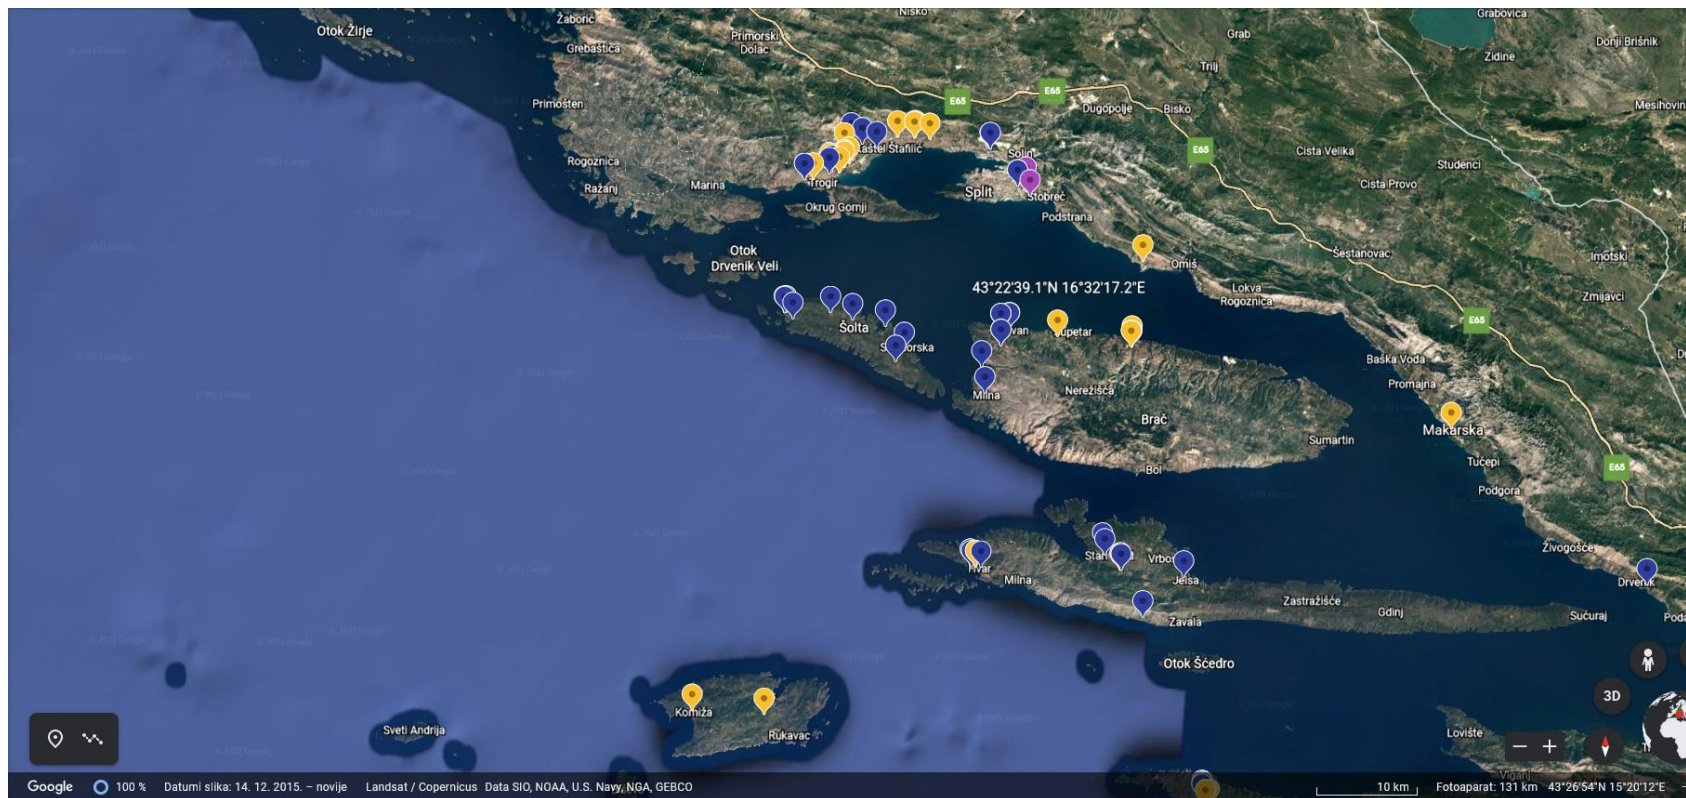 Otok Žirje
Žaborić
Nisko
Grabovica
Primorski
Dolac
Grebaštica
Grab
Donji Brišnik
Zidine
Trilj
E65
E65
Primošten
Dugopolje
Bisko
Mesihovin
Kaštel Štafilić
Solin
E65
Cista Velika
Studenci
Rogoznica
Ražanj
Marina
Trogir
Split
Stobreč
Cista Provo
Okrug Gornji
Podstrana
Otok
Drvenik Veli
Omiš
Šestanovac
Imotski
43°22'39.1"N 16°32'17.2"E
Lokva
Rogoznica
Zmijavci
Šolta
Supetar
E65
Baška Voda
Promajna
Milna
Nerežišća
Brač
Makarska
Sumartin
Tučepi
E65
Bol
Podgora
Živogošće
Hvar
Milna
Jelsa
Drvenik
Zastražišće
Gdinj
Sućuraj
Zavala
Otok Šćedro
Komiža
Rukavac
Sveti Andrija
Lovište
Viganj
3D
Google
100 %
Datumi slika: 14. 12. 2015. – novije
Landsat / Copernicus
Data SIO, NOAA, U.S. Navy, NGA, GEBCO
10 km
Fotoaparat: 131 km
43°26'54"N 15°20'12"E